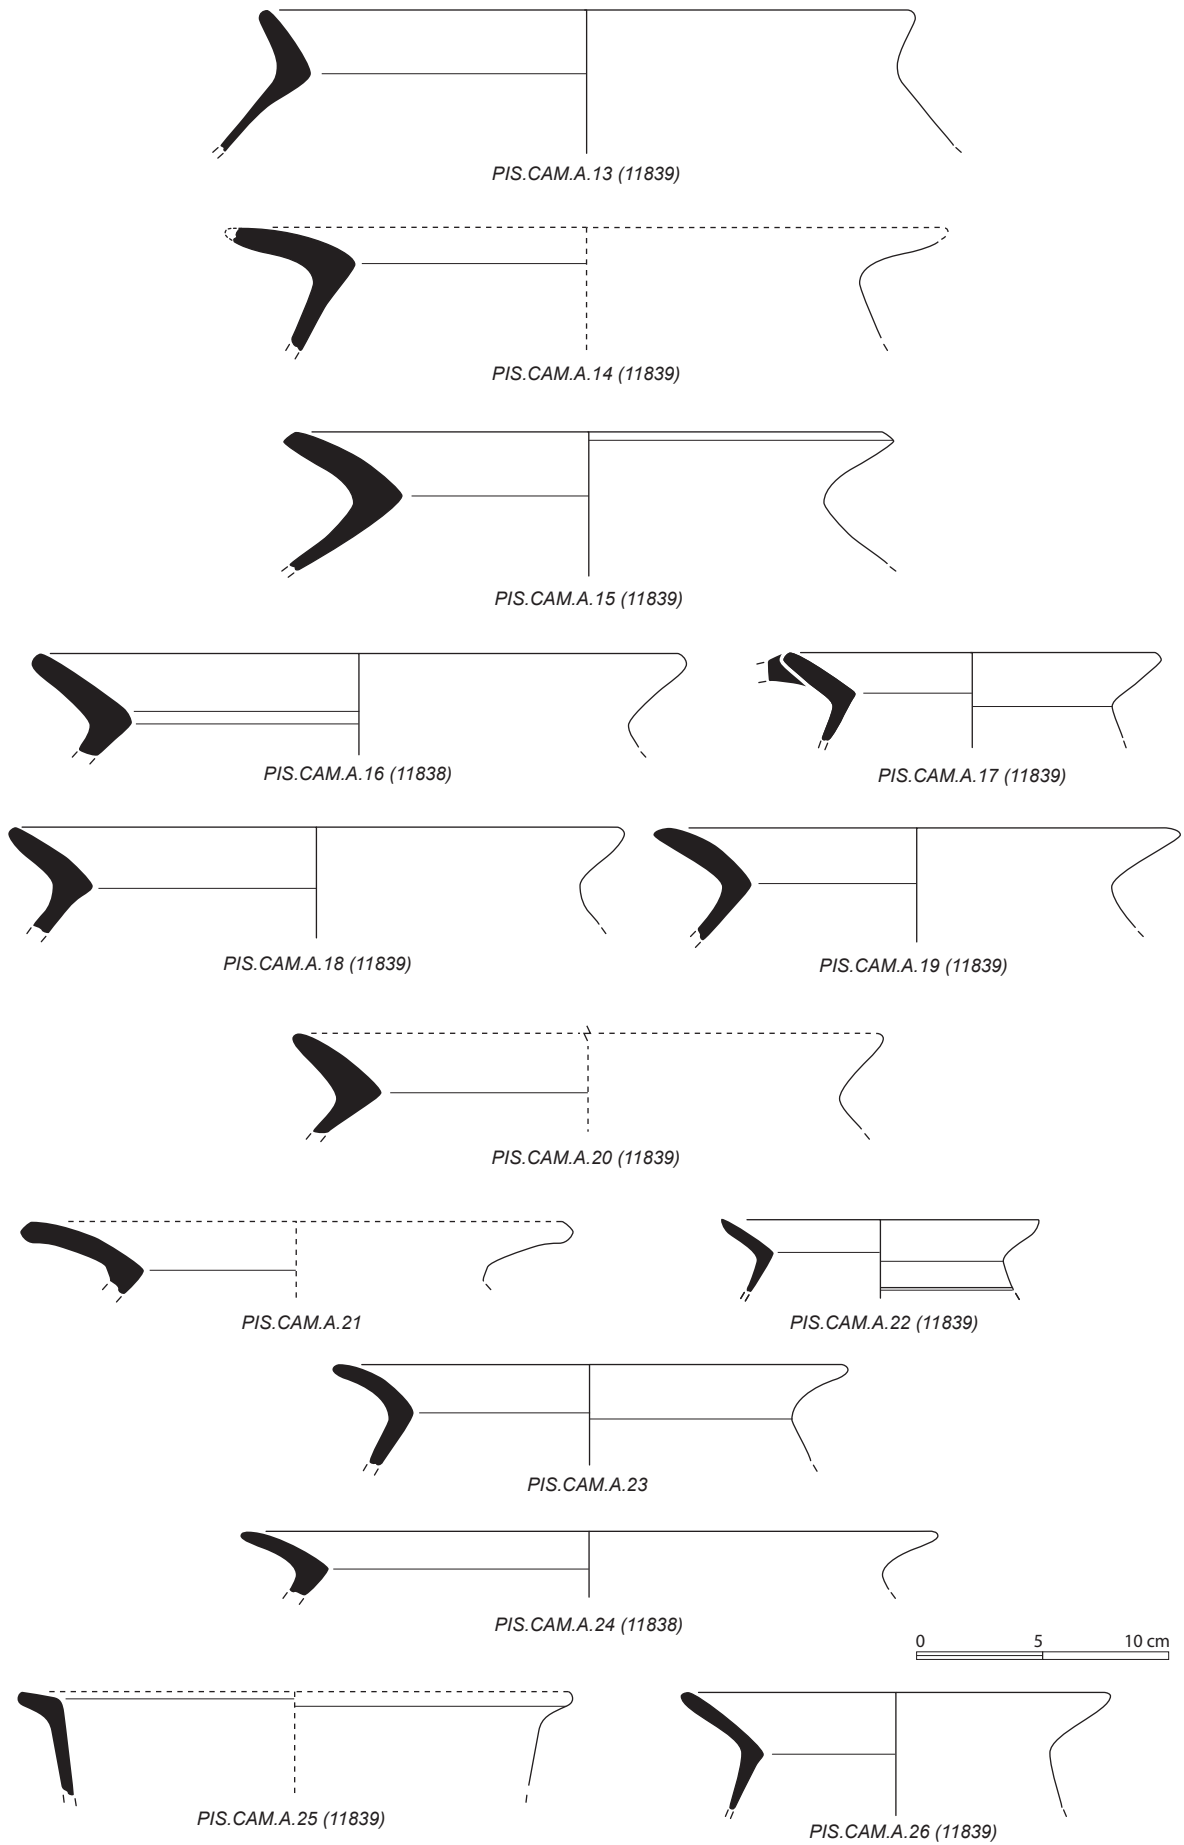 PIS.CAM.A.13 (11839)
PIS.CAM.A.14 (11839)
PIS.CAM.A.15 (11839)
PIS.CAM.A.16 (11838)
PIS.CAM.A.17 (11839)
PIS.CAM.A.18 (11839)
PIS.CAM.A.19 (11839)
PIS.CAM.A.20 (11839)
PIS.CAM.A.21
PIS.CAM.A.22 (11839)
PIS.CAM.A.23
PIS.CAM.A.24 (11838)
0 5 10 cm
PIS.CAM.A.25 (11839)
PIS.CAM.A.26 (11839)